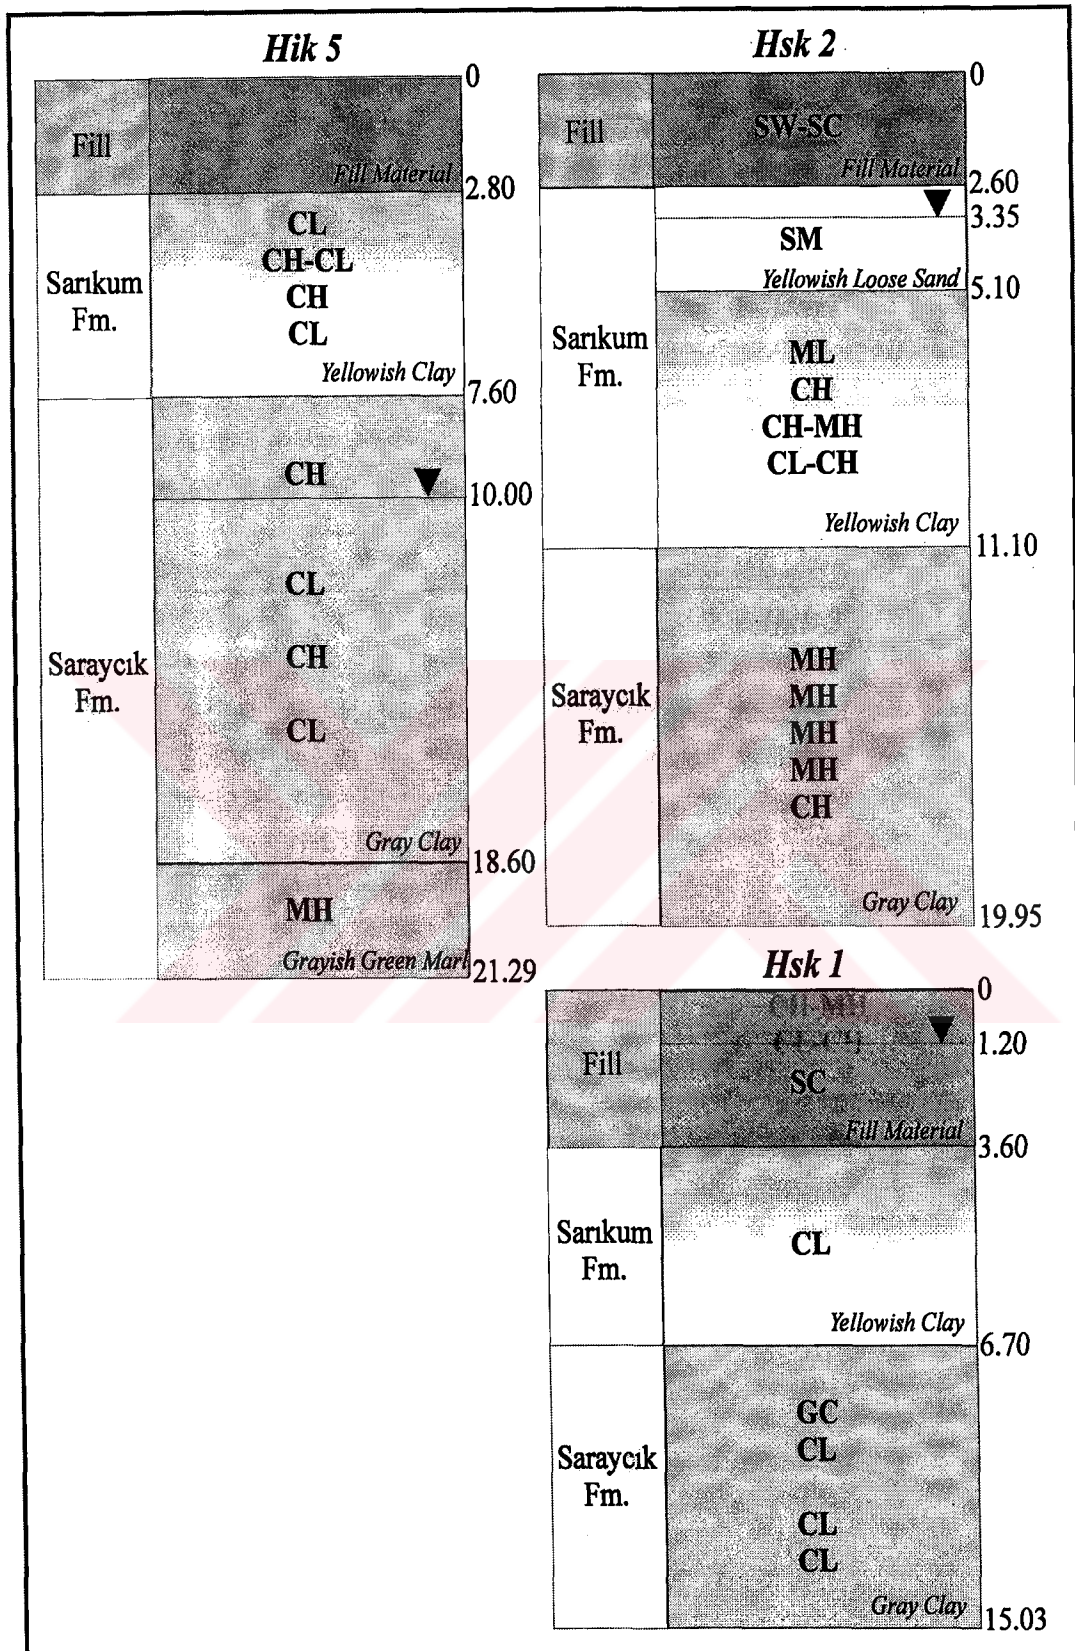 Hik 5
0
Fill
Fill Material
2.80
CL
CH-CL
CH
CL
Sarıkum
Fm.
Yellowish Clay
7.60
CH
10.00
CL
CH
CL
Saraycık
Fm.
Gray Clay
18.60
MH
Grayish Green Marl
21.29
Hsk 2
0
Fill
SW-SC
Fill Material
2.60
3.35
SM
Yellowish Loose Sand
5.10
Sarıkum
Fm.
ML
CH
CH-MH
CL-CH
Yellowish Clay
11.10
Saraycık
Fm.
MH
MH
MH
MH
CH
Gray Clay
19.95
Hsk 1
0
CH-MH
CL-CH
1.20
Fill
SC
Fill Material
3.60
Sarıkum
Fm.
CL
Yellowish Clay
6.70
GC
CL
Saraycık
Fm.
CL
CL
Gray Clay
15.03